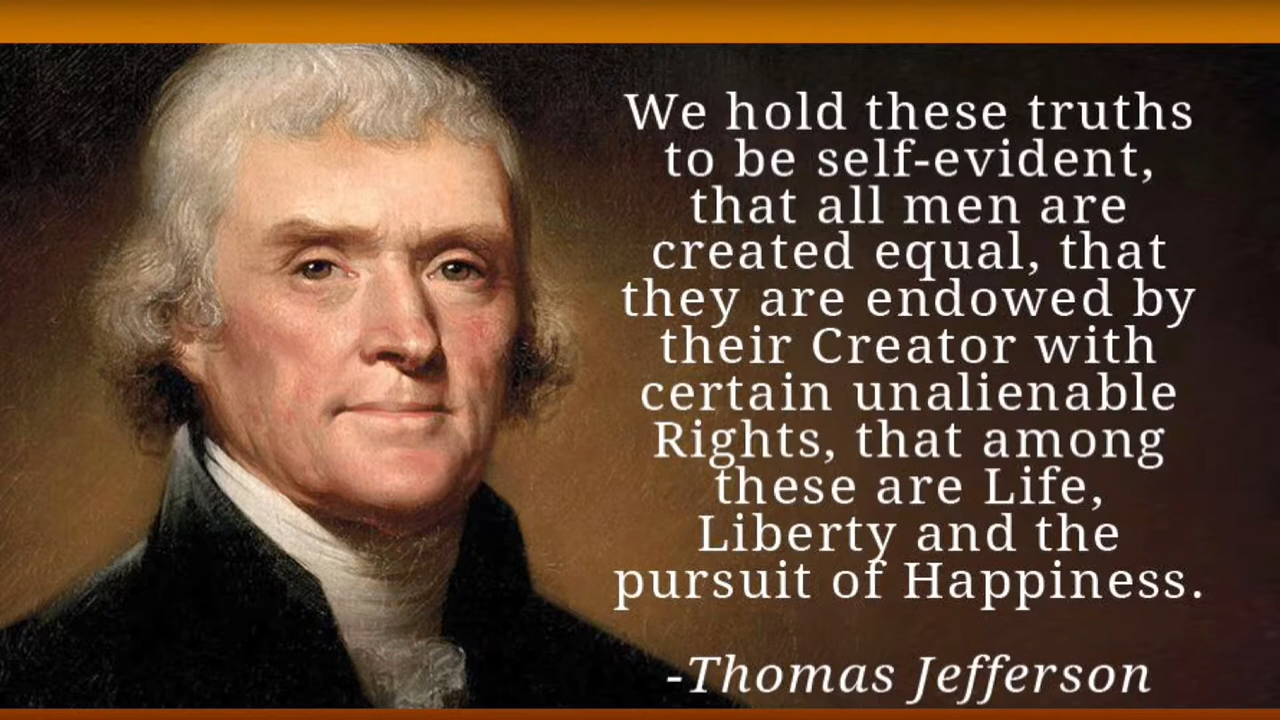 We hold these truths
to be self-evident,
that all men are
created equal, that
they are endowed by
their Creator with
certain unalienable
Rights, that among
these are Life,
Liberty and the
pursuit of Happiness.
-Thomas Jefferson